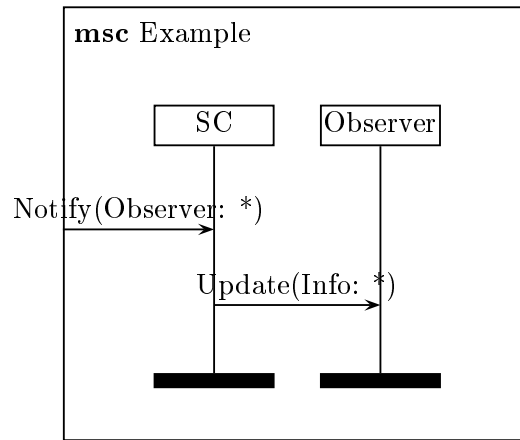 msc Example
SC
Observer
Notify(Observer: *)
Update(Info: *)